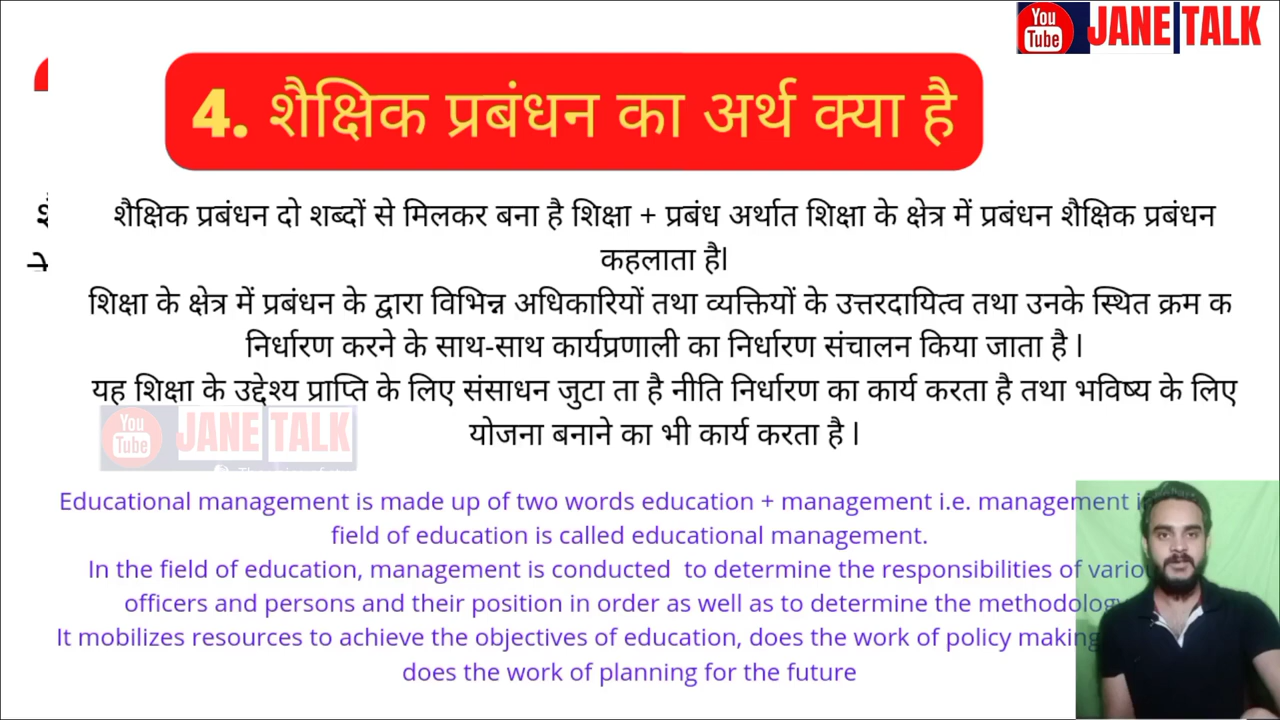 You
Tube
JANE TALK
4. शैक्षिक प्रबंधन का अर्थ क्या है
शैक्षिक प्रबंधन दो शब्दों से मिलकर बना है शिक्षा + प्रबंध अर्थात शिक्षा के क्षेत्र में प्रबंधन शैक्षिक प्रबंधन
कहलाता है।
शिक्षा के क्षेत्र में प्रबंधन के द्वारा विभिन्न अधिकारियों तथा व्यक्तियों के उत्तरदायित्व तथा उनके स्थित क्रम क
निर्धारण करने के साथ-साथ कार्यप्रणाली का निर्धारण संचालन किया जाता है ।
यह शिक्षा के उद्देश्य प्राप्ति के लिए संसाधन जुटा ता है नीति निर्धारण का कार्य करता है तथा भविष्य के लिए
योजना बनाने का भी कार्य करता है ।
You
Tube
JANE TALK
Educational management is made up of two words education + management i.e. management
field of education is called educational management.
In the field of education, management is conducted to determine the responsibilities of
officers and persons and their position in order as well as to determine the methodology
It mobilizes resources to achieve the objectives of education, does the work of policy making
does the work of planning for the future